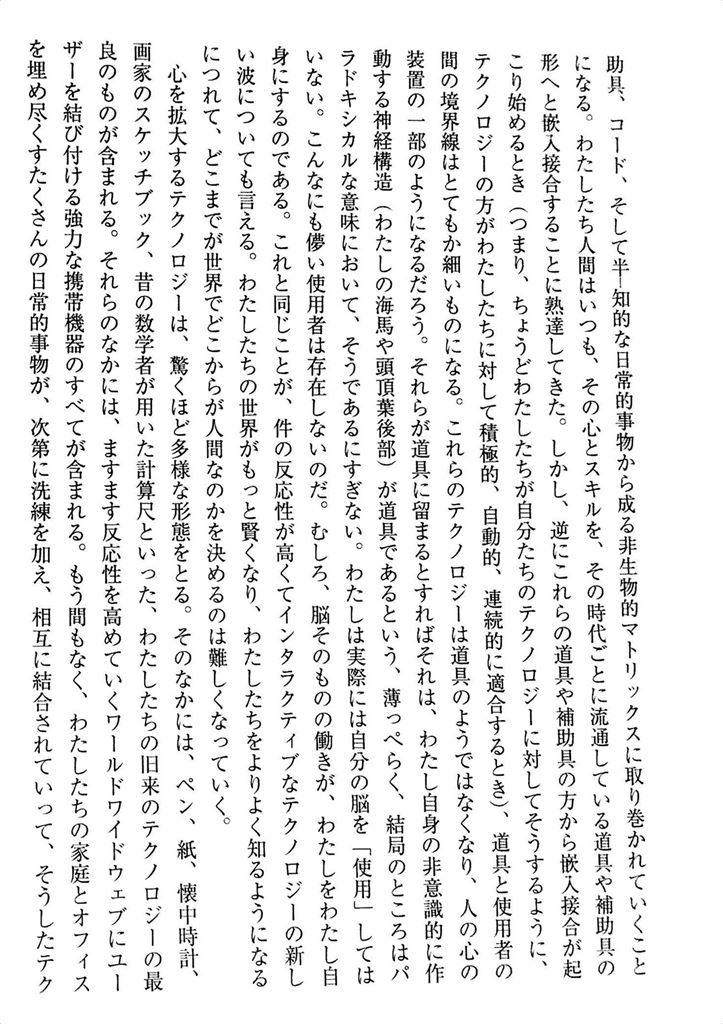 助具、コード、そして半―知的な日常的事物から成る非生物的マトリックスに取り巻かれていくこと
になる。わたしたち人間はいつも、その心とスキルを、その時代ごとに流通している道具や補助具の
形へと嵌入接合することに熟達してきた。しかし、逆にこれらの道具や補助具の方から嵌入接合が起
こり始めるとき（つまり、ちょうどわたしたちが自分たちのテクノロジーに対してそうするように、
テクノロジーの方がわたしたちに対して積極的、自動的、連続的に適合するとき）、道具と使用者の
間の境界線はとてもか細いものになる。これらのテクノロジーは道具のようではなくなり、人の心の
装置の一部のようになるだろう。それらが道具に留まるとすればそれは、わたし自身の非意識的に作
動する神経構造（わたしの海馬や頭頂葉後部）が道具であるという、薄っぺらく、結局のところはパ
ラドキシカルな意味において、そうであるにすぎない。わたしは実際には自分の脳を「使用」しては
いない。こんなにも儚い使用者は存在しないのだ。むしろ、脳そのものの働きが、わたしをわたし自
身にするのである。これと同じことが、件の反応性が高くてインタラクティブなテクノロジーの新し
い波についても言える。わたしたちの世界がもっと賢くなり、わたしたちをよりよく知るようになる
につれて、どこまでが世界でどこからが人間なのかを決めるのは難しくなっていく。
心を拡大するテクノロジーは、驚くほど多様な形態をとる。そのなかには、ペン、紙、懐中時計、
画家のスケッチブック、昔の数学者が用いた計算尺といった、わたしたちの旧来のテクノロジーの最
良のものが含まれる。それらのなかには、ますます反応性を高めていくワールドワイドウェブにユー
ザーを結び付ける強力な携帯機器のすべてが含まれる。もう間もなく、わたしたちの家庭とオフィス
を埋め尽くすたくさんの日常的事物が、次第に洗練を加え、相互に結合されていって、そうしたテク